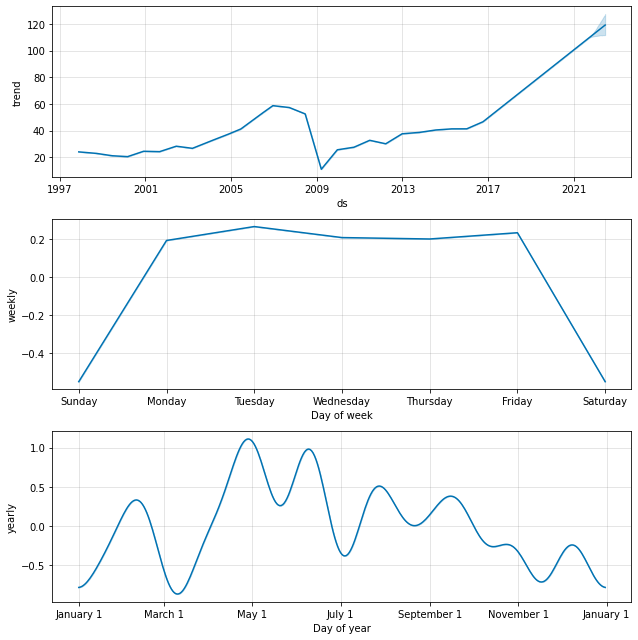 120
100
80
60
40
20
trend
1997 2001 2005 2009 2013 2017 2021
ds
0.2
0.0
−0.2
−0.4
weekly
Sunday Monday Tuesday Wednesday Thursday Friday Saturday
Day of week
1.0
0.5
0.0
−0.5
yearly
January 1 March 1 May 1 July 1 September 1 November 1 January 1
Day of year